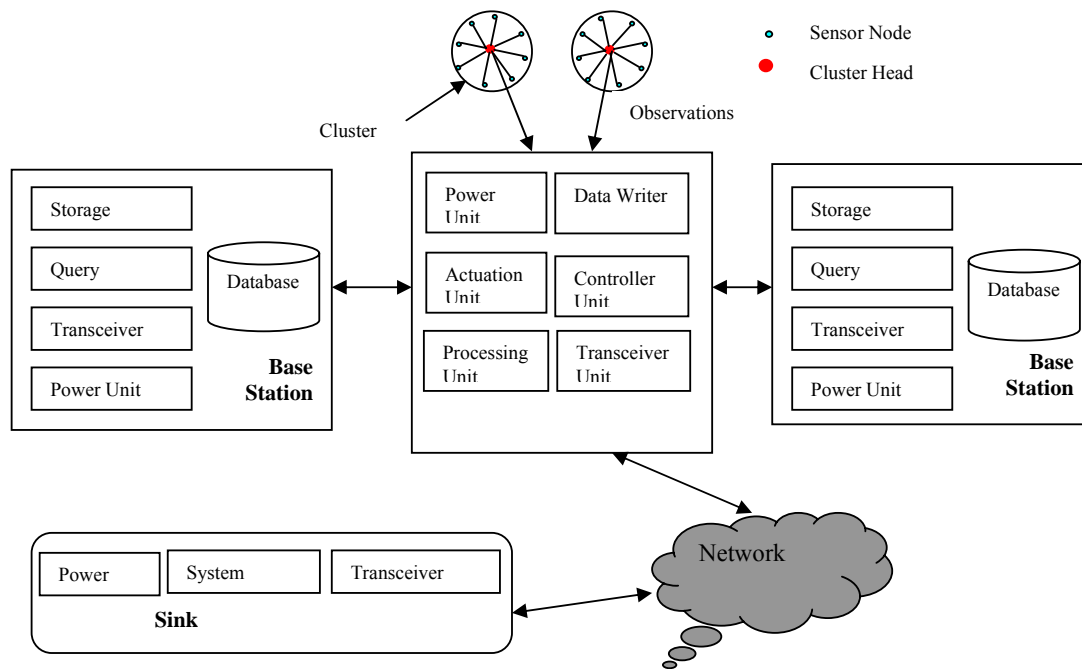 Sensor Node
Cluster Head
Cluster
Observations
Storage
Query
Transceiver
Power Unit
Database
Base
Station
Power
Unit
Data Writer
Actuation
Unit
Controller
Unit
Processing
Unit
Transceiver
Unit
Storage
Query
Transceiver
Power Unit
Database
Base
Station
Network
Power
System
Transceiver
Sink